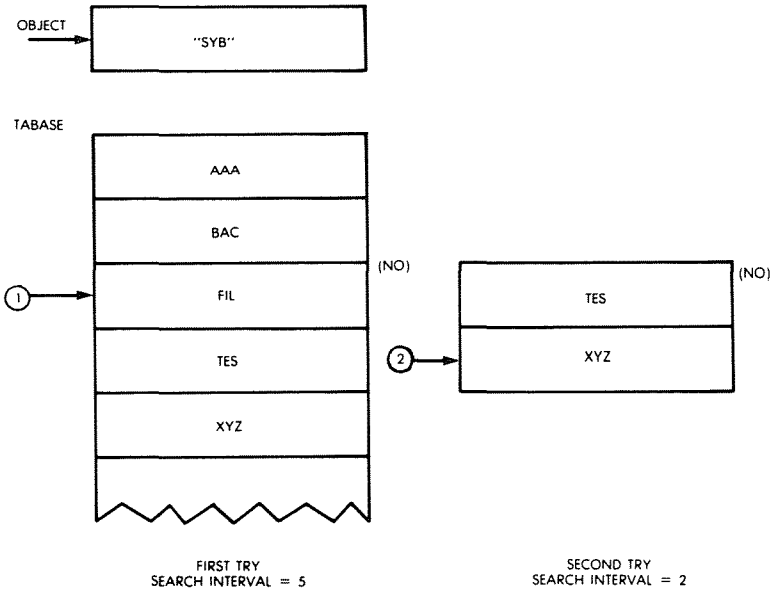 OBJECT
"SYB"
TABASE
AAA
BAC
(NO)
1
FIL
TES
XYZ
(NO)
TES
2
XYZ
FIRST TRY
SEARCH INTERVAL = 5
SECOND TRY
SEARCH INTERVAL = 2